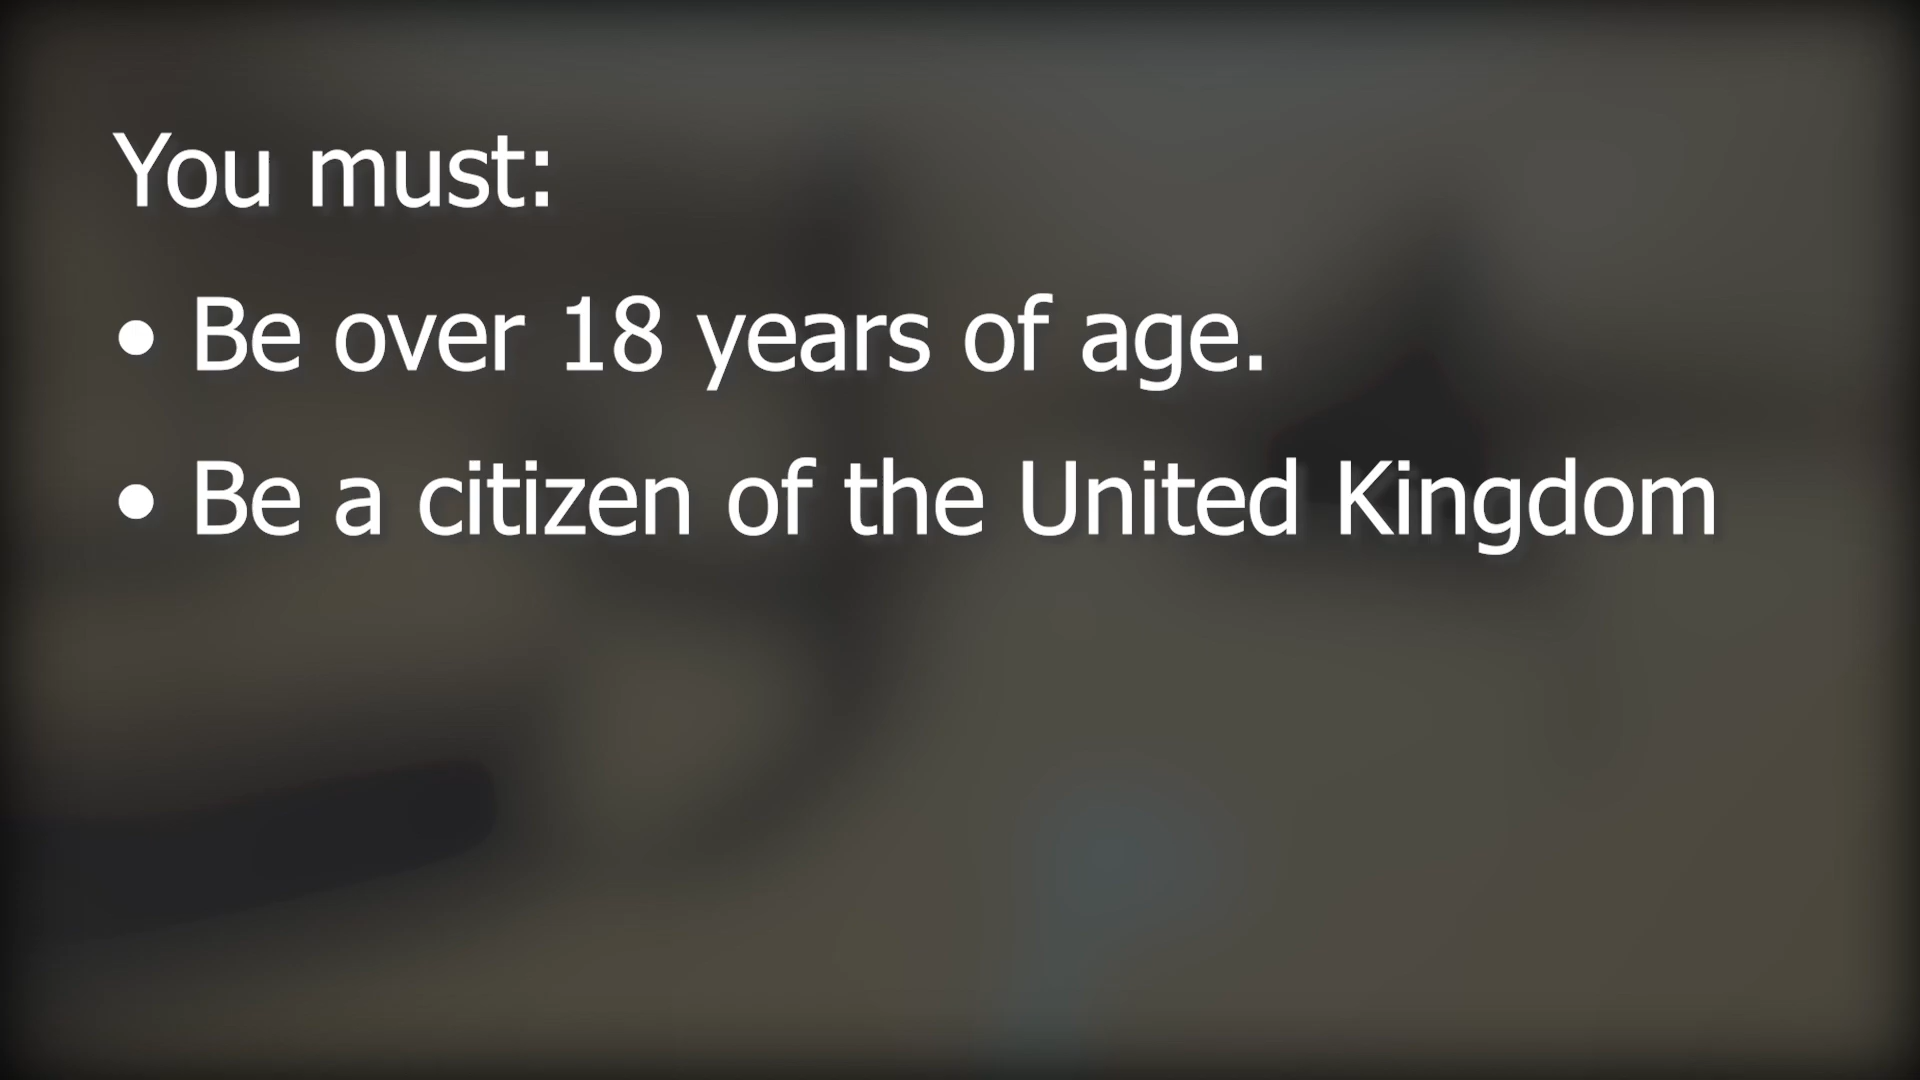 You must:
• Be over 18 years of age.
• Be a citizen of the United Kingdom